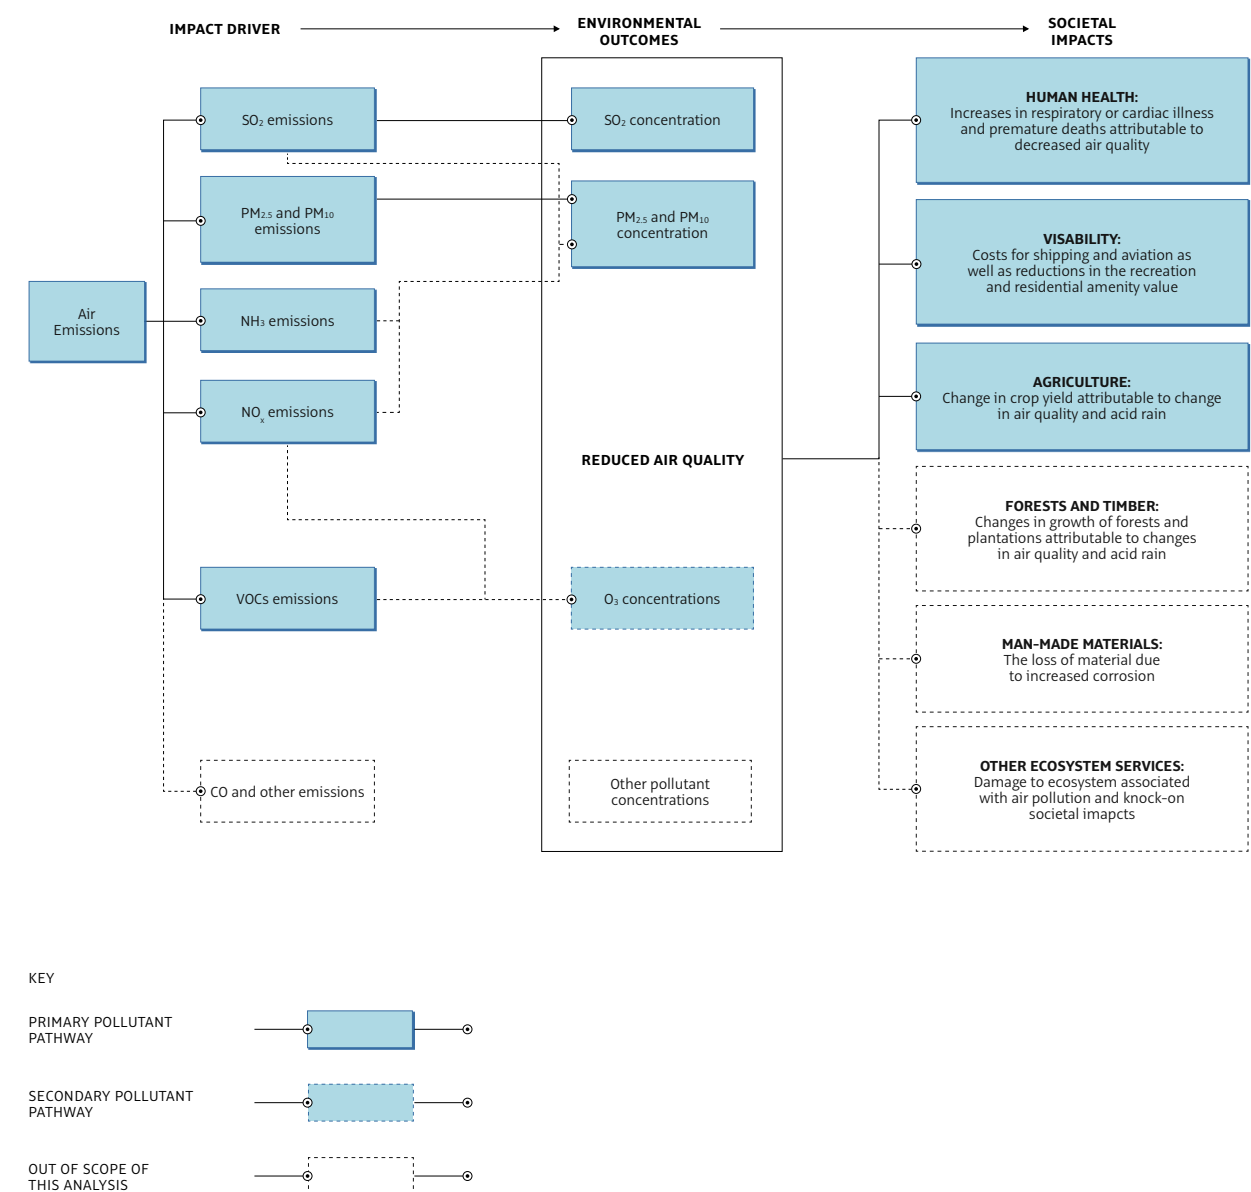 IMPACT DRIVER
ENVIRONMENTAL
OUTCOMES
SOCIETAL
IMPACTS
Air
Emissions
SO₂ emissions
PM₂.₅ and PM₁₀
emissions
NH₃ emissions
NOₓ emissions
VOCs emissions
CO and other emissions
SO₂ concentration
PM₂.₅ and PM₁₀
concentration
REDUCED AIR QUALITY
O₃ concentrations
Other pollutant
concentrations
HUMAN HEALTH:
Increases in respiratory or cardiac illness
and premature deaths attributable to
decreased air quality
VISABILITY:
Costs for shipping and aviation as
well as reductions in the recreation
and residential amenity value
AGRICULTURE:
Change in crop yield attributable to change
in air quality and acid rain
FORESTS AND TIMBER:
Changes in growth of forests and
plantations attributable to changes
in air quality and acid rain
MAN-MADE MATERIALS:
The loss of material due
to increased corrosion
OTHER ECOSYSTEM SERVICES:
Damage to ecosystem associated
with air pollution and knock-on
societal imapcts
KEY
PRIMARY POLLUTANT
PATHWAY
SECONDARY POLLUTANT
PATHWAY
OUT OF SCOPE OF
THIS ANALYSIS